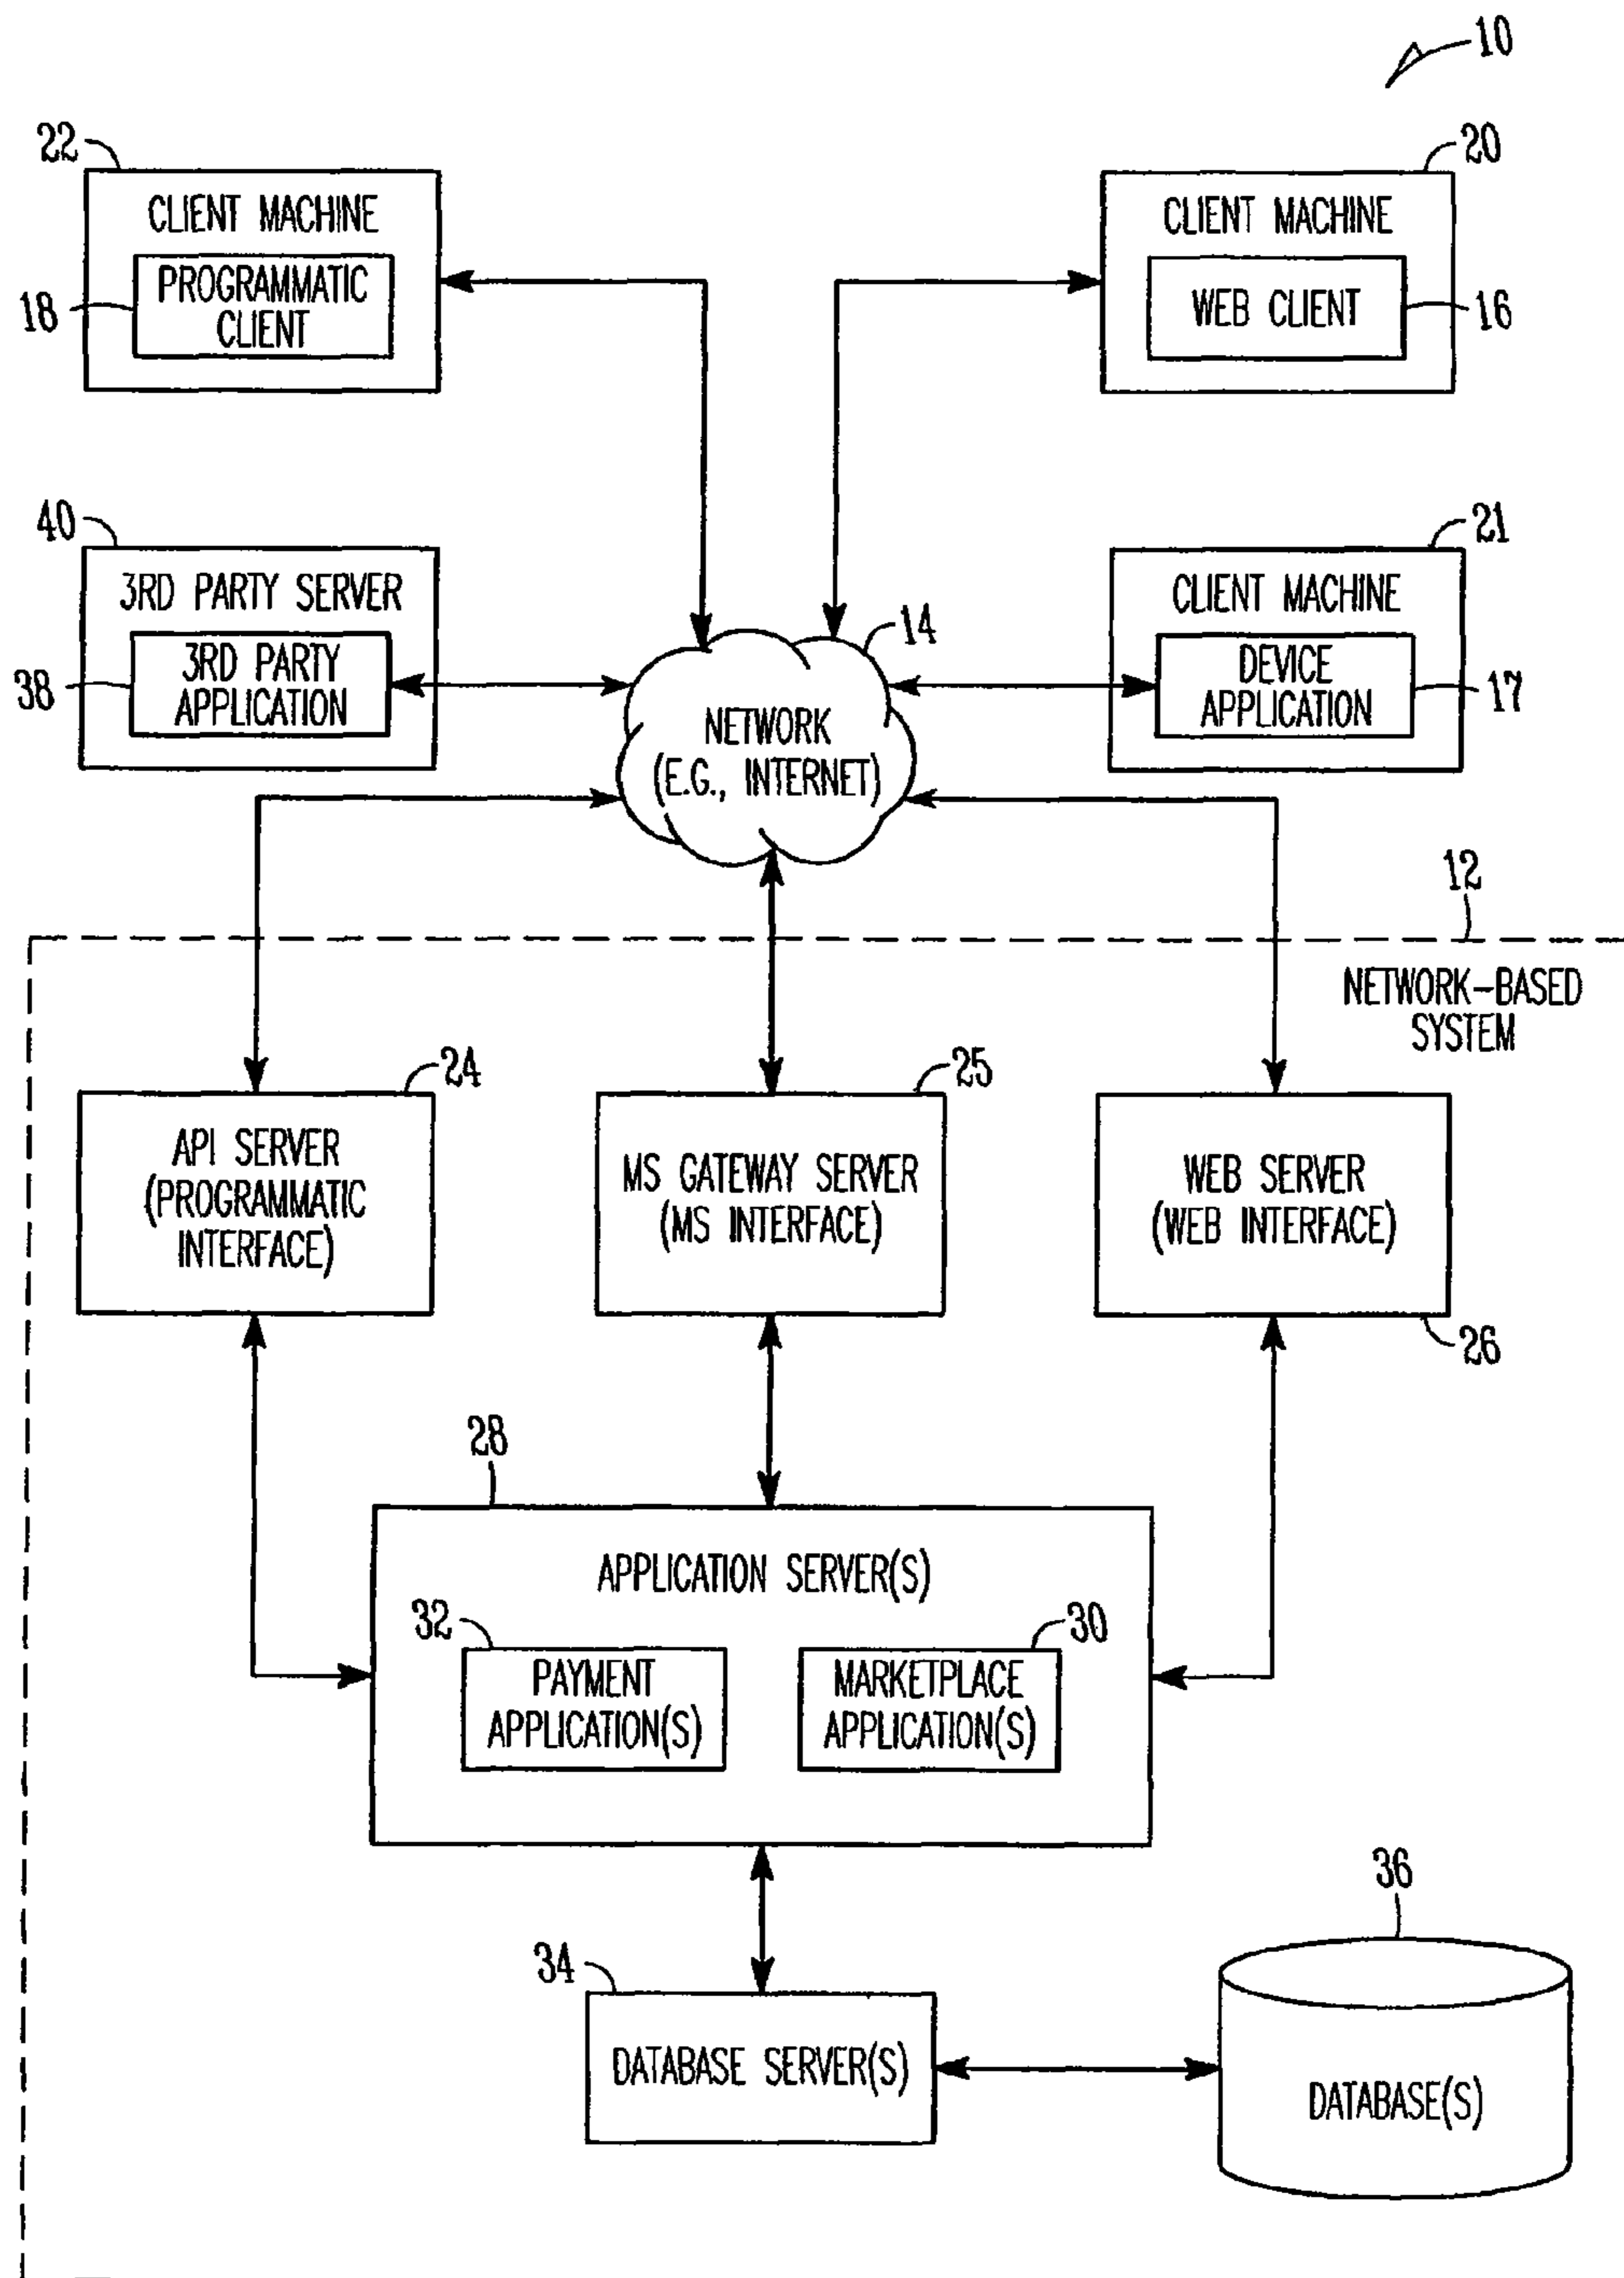 10
22
CLIENT MACHINE
PROGRAMMATIC
CLIENT
18
20
CLIENT MACHINE
WEB CLIENT
16
40
3RD PARTY SERVER
3RD PARTY
APPLICATION
38
14
NETWORK
(E.G., INTERNET)
21
CLIENT MACHINE
DEVICE
APPLICATION
17
12
NETWORK-BASED
SYSTEM
24
API SERVER
(PROGRAMMATIC
INTERFACE)
25
MS GATEWAY SERVER
(MS INTERFACE)
WEB SERVER
(WEB INTERFACE)
26
28
APPLICATION SERVER(S)
32
PAYMENT
APPLICATION(S)
30
MARKETPLACE
APPLICATION(S)
34
DATABASE SERVER(S)
36
DATABASE(S)